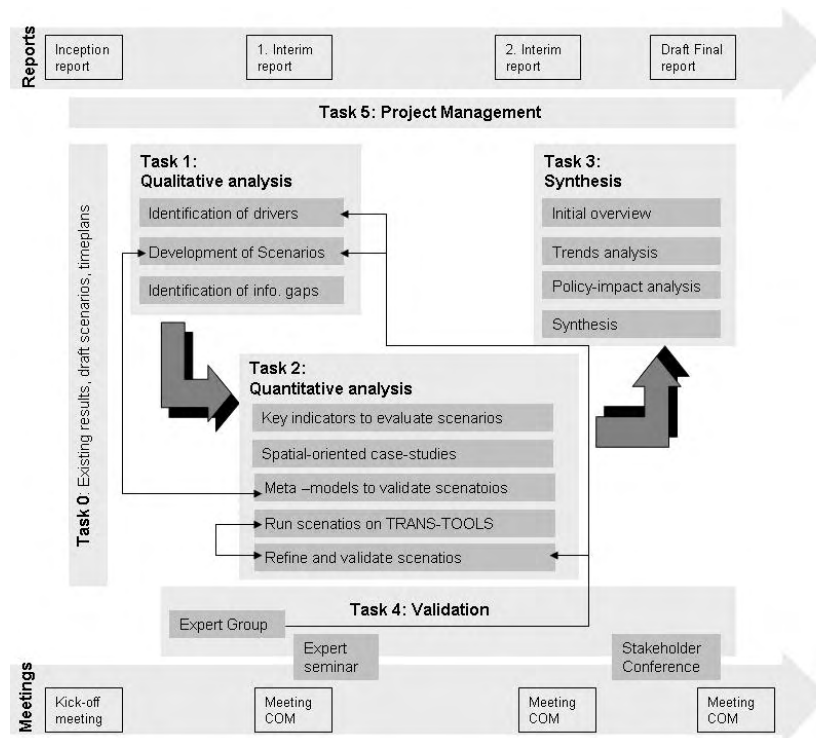 Reports
Inception
report
1. Interim
report
2. Interim
report
Draft Final
report
Task 5: Project Management
Task 0: Existing results, draft scenarios, timeplans
Task 1:
Qualitative analysis
Identification of drivers
Development of Scenarios
Identification of info. gaps
Task 3:
Synthesis
Initial overview
Trends analysis
Policy-impact analysis
Synthesis
Task 2:
Quantitative analysis
Key indicators to evaluate scenarios
Spatial-oriented case-studies
Meta –models to validate scenatoios
Run scenatios on TRANS-TOOLS
Refine and validate scenatios
Task 4: Validation
Expert Group
Expert
seminar
Stakeholder
Conference
Meetings
Kick-off
meeting
Meeting
COM
Meeting
COM
Meeting
COM